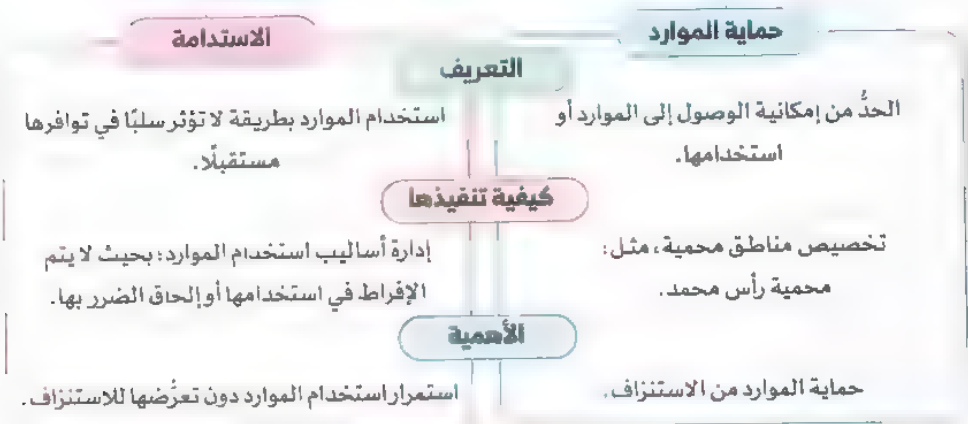 حماية الموارد
الاستدامة
التعريف
الحدُّ من إمكانية الوصول إلى الموارد أو
استخدامها.
استخدام الموارد بطريقة لا تؤثر سلبًا في توافرها
مستقبلًا.
كيفية تنفيذها
تخصيص مناطق محمية، مثل:
محمية رأس محمد.
إدارة أساليب استخدام الموارد؛ بحيث لا يتم
الإفراط في استخدامها أو إلحاق الضرر بها.
الأهمية
حماية الموارد من الاستنزاف.
استمرار استخدام الموارد دون تعرُّضها للاستنزاف.